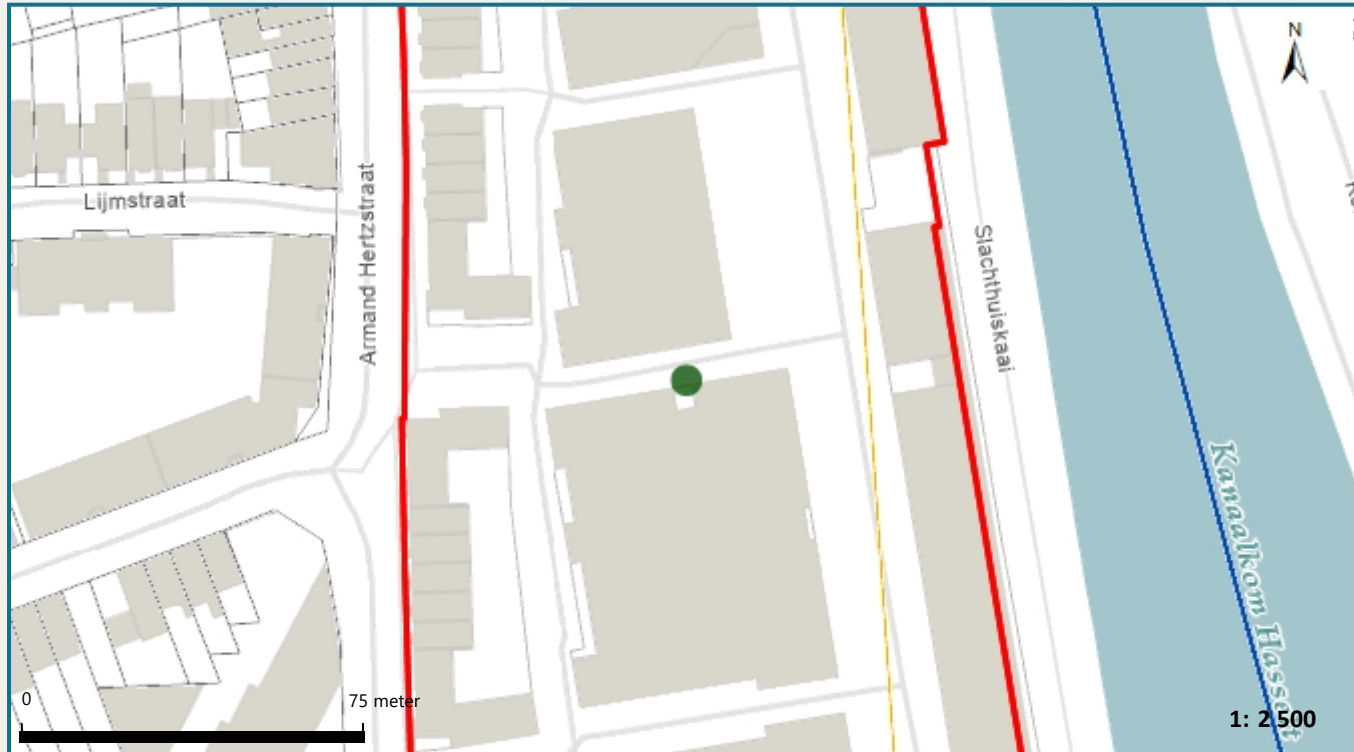 N
Lijmstraat
Armand Hertzstraat
Slachthuiskaai
Kanaalkom Hasselt
0
75 meter
1: 2 500